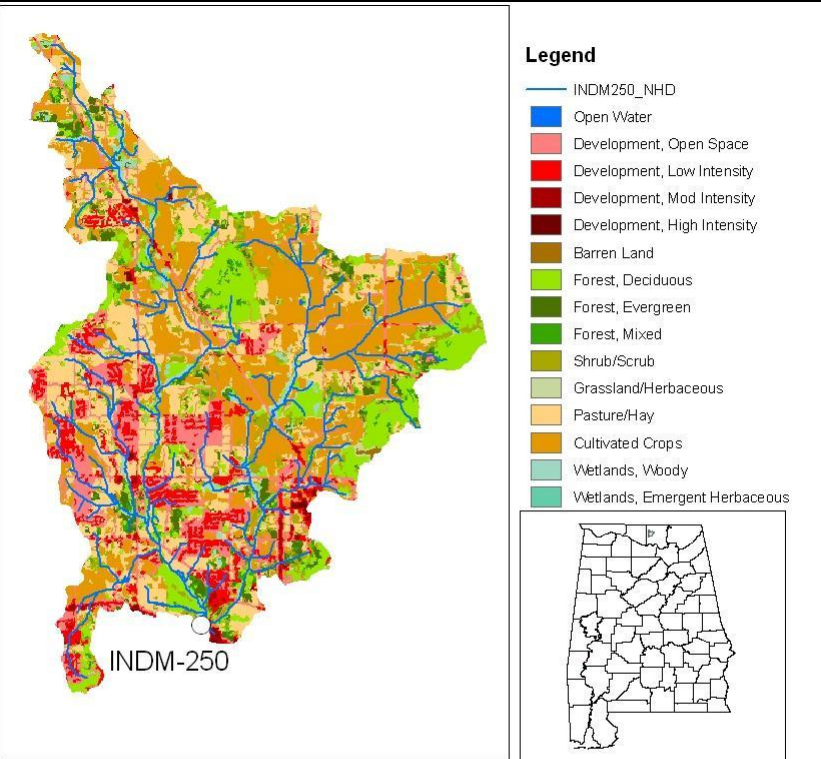 Legend
INDM250_NHD
Open Water
Development, Open Space
Development, Low Intensity
Development, Mod Intensity
Development, High Intensity
Barren Land
Forest, Deciduous
Forest, Evergreen
Forest, Mixed
Shrub/Scrub
Grassland/Herbaceous
Pasture/Hay
Cultivated Crops
Wetlands, Woody
Wetlands, Emergent Herbaceous
INDM-250